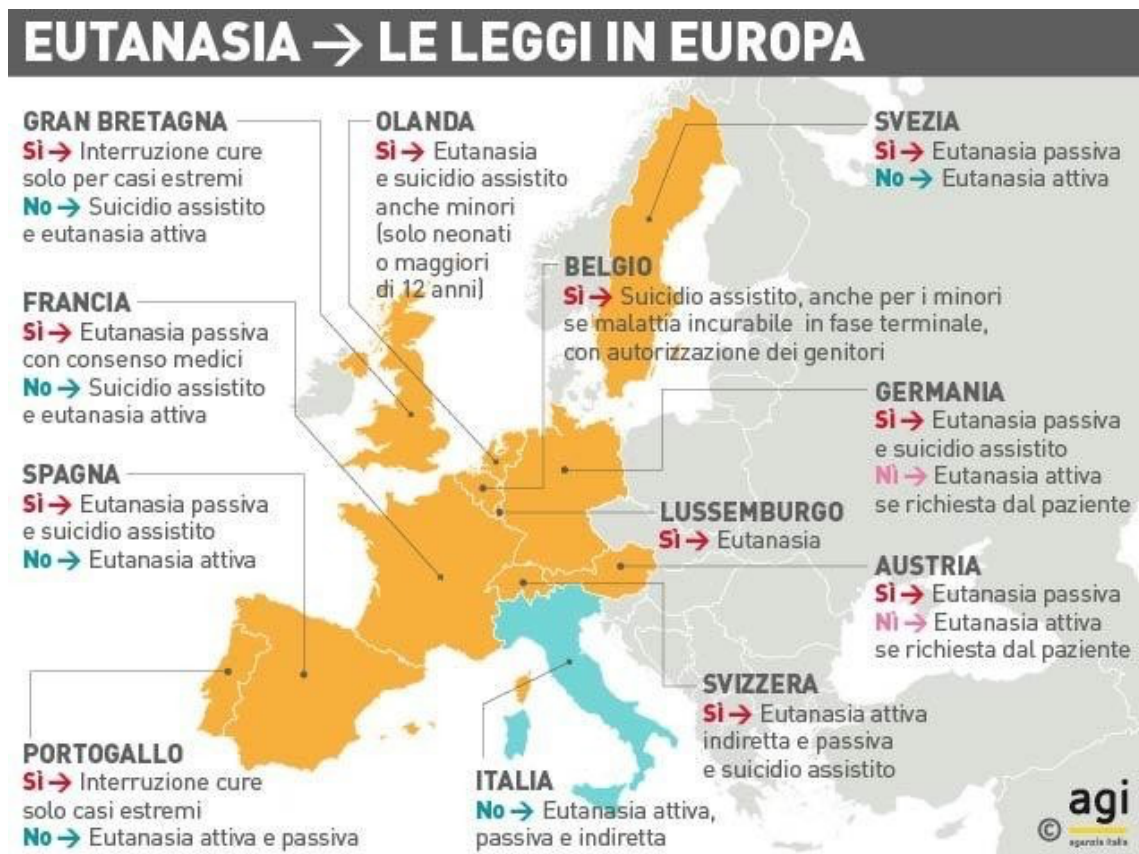 EUTANASIA → LE LEGGI IN EUROPA
GRAN BRETAGNA
Sì → Interruzione cure
solo per casi estremi
No → Suicidio assistito
e eutanasia attiva
OLANDA
Sì → Eutanasia
e suicidio assistito
anche minori
(solo neonati
o maggiori
di 12 anni)
SVEZIA
Sì → Eutanasia passiva
No → Eutanasia attiva
BELGIO
Sì → Suicidio assistito, anche per i minori
se malattia incurabile in fase terminale,
con autorizzazione dei genitori
FRANCIA
Sì → Eutanasia passiva
con consenso medici
No → Suicidio assistito
e eutanasia attiva
GERMANIA
Sì → Eutanasia passiva
e suicidio assistito
Nì → Eutanasia attiva
se richiesta dal paziente
SPAGNA
Sì → Eutanasia passiva
e suicidio assistito
No → Eutanasia attiva
LUSSEMBURGO
Sì → Eutanasia
AUSTRIA
Sì → Eutanasia passiva
Nì → Eutanasia attiva
se richiesta dal paziente
SVIZZERA
Sì → Eutanasia attiva
indiretta e passiva
e suicidio assistito
PORTOGALLO
Sì → Interruzione cure
solo casi estremi
No → Eutanasia attiva e passiva
ITALIA
No → Eutanasia attiva,
passiva e indiretta
© agi
agenzia italia